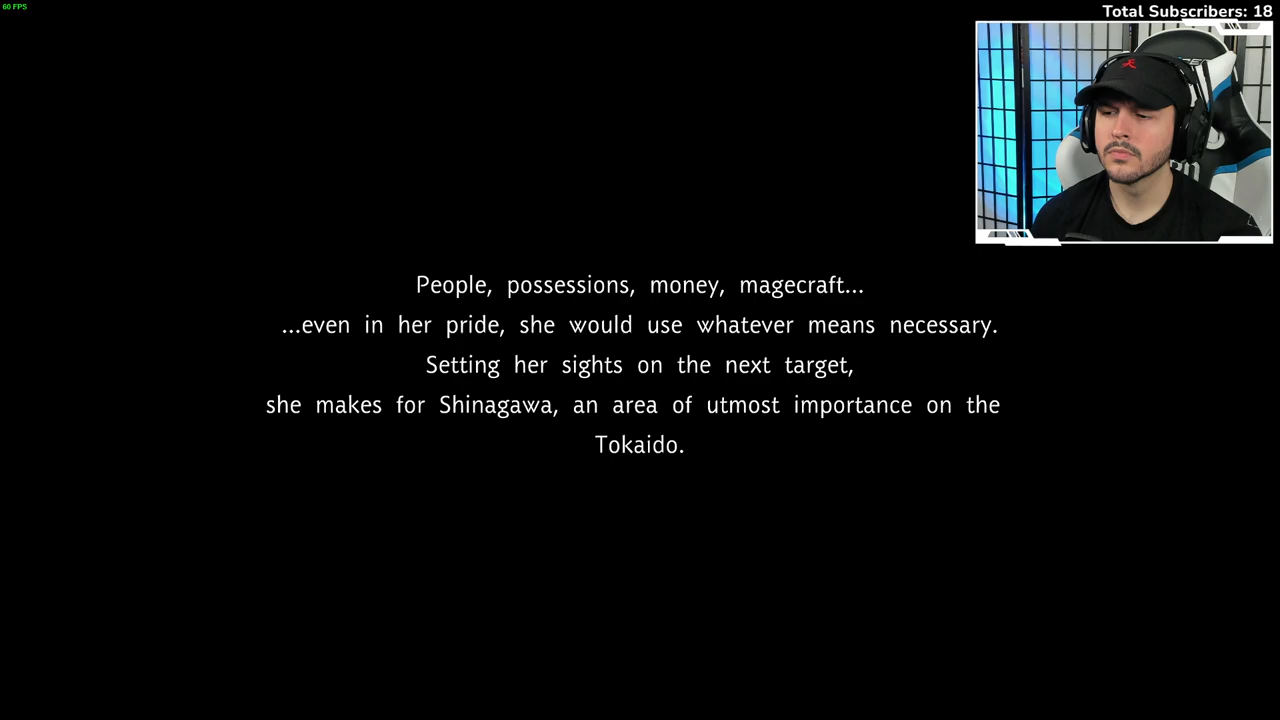 60 FPS
Total Subscribers: 18
People, possessions, money, magecraft...
...even in her pride, she would use whatever means necessary.
Setting her sights on the next target,
she makes for Shinagawa, an area of utmost importance on the
Tokaido.